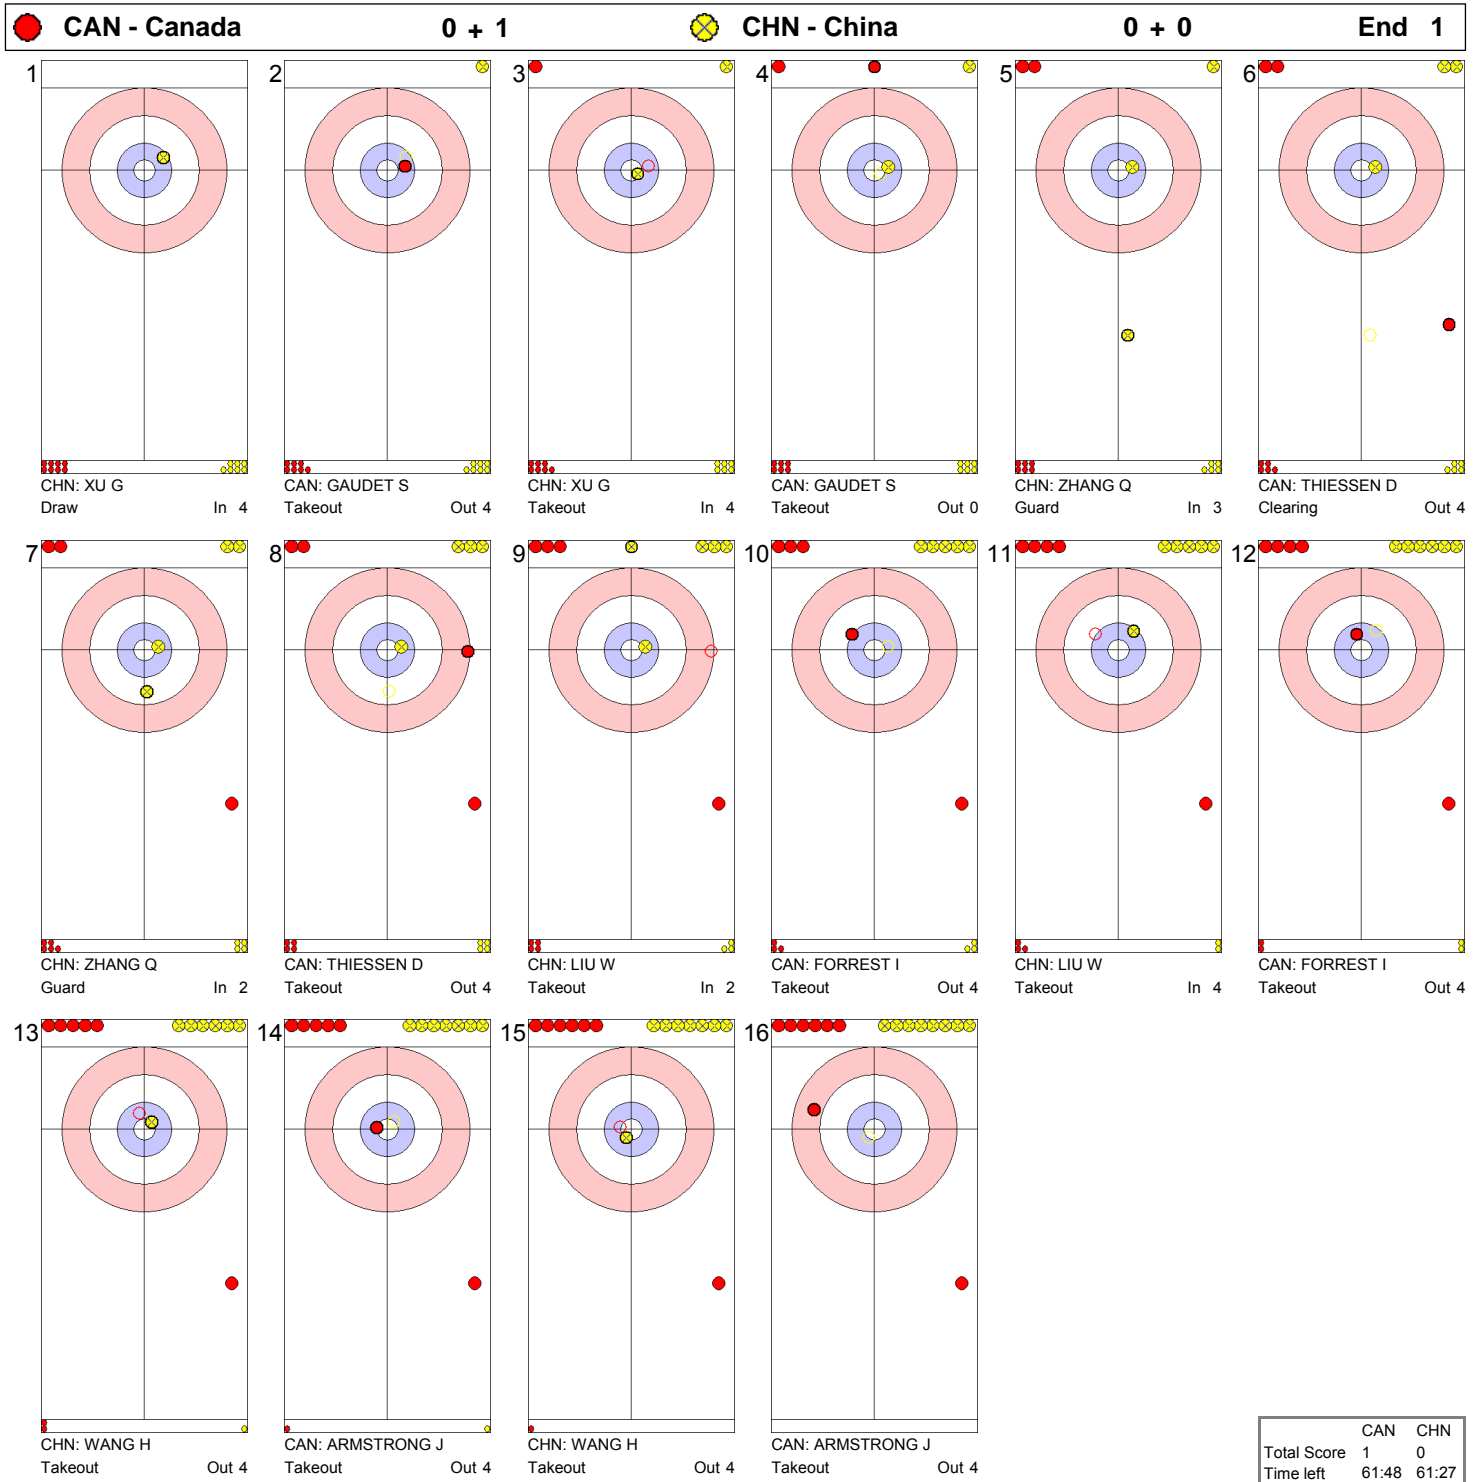 CAN - Canada 0 + 1 CHN - China 0 + 0 End 1
1 2 3 4 5 6
CHN: XU G CAN: GAUDET S CHN: XU G CAN: GAUDET S CHN: ZHANG Q CAN: THIESSEN D
Draw In 4 Takeout Out 4 Takeout In 4 Takeout Out 0 Guard In 3 Clearing Out 4
7 8 9 10 11 12
CHN: ZHANG Q CAN: THIESSEN D CHN: LIU W CAN: FORREST I CHN: LIU W CAN: FORREST I
Guard In 2 Takeout Out 4 Takeout In 2 Takeout Out 4 Takeout In 4 Takeout Out 4
13 14 15 16
CHN: WANG H CAN: ARMSTRONG J CHN: WANG H CAN: ARMSTRONG J
Takeout Out 4 Takeout Out 4 Takeout Out 4 Takeout Out 4
CAN CHN
Total Score 1 0
Time left 61:48 61:27